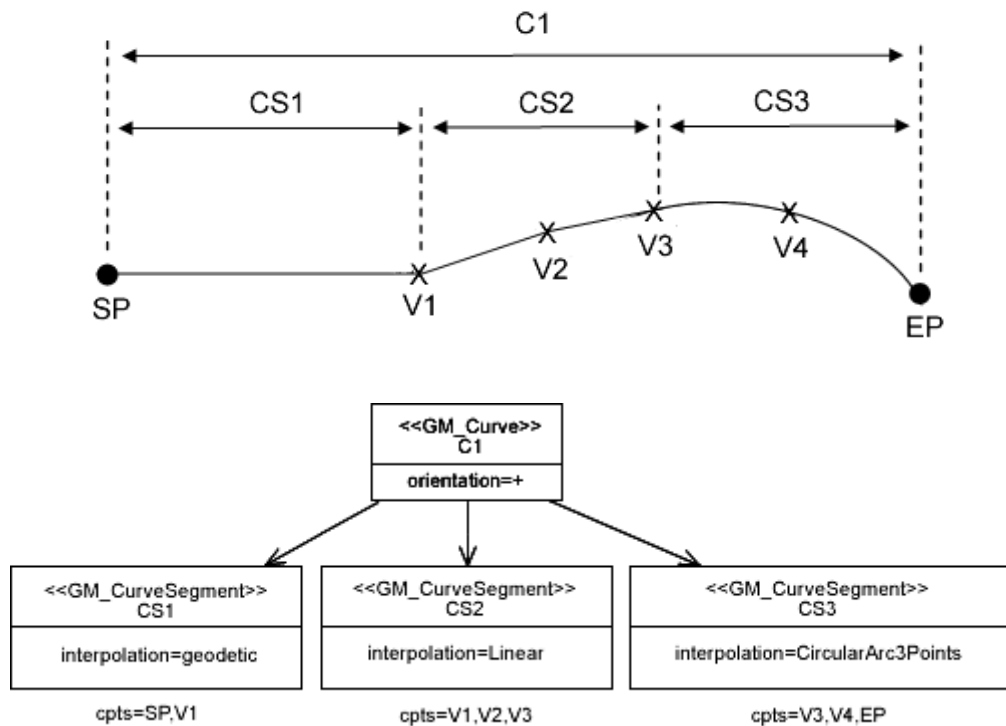 C1
CS1 CS2 CS3
SP V1 V2 V3 V4 EP
<<GM_Curve>>
C1
orientation=+
<<GM_CurveSegment>> <<GM_CurveSegment>> <<GM_CurveSegment>>
CS1 CS2 CS3
interpolation=geodetic interpolation=Linear interpolation=CircularArc3Points
cpts=SP,V1 cpts=V1,V2,V3 cpts=V3,V4,EP